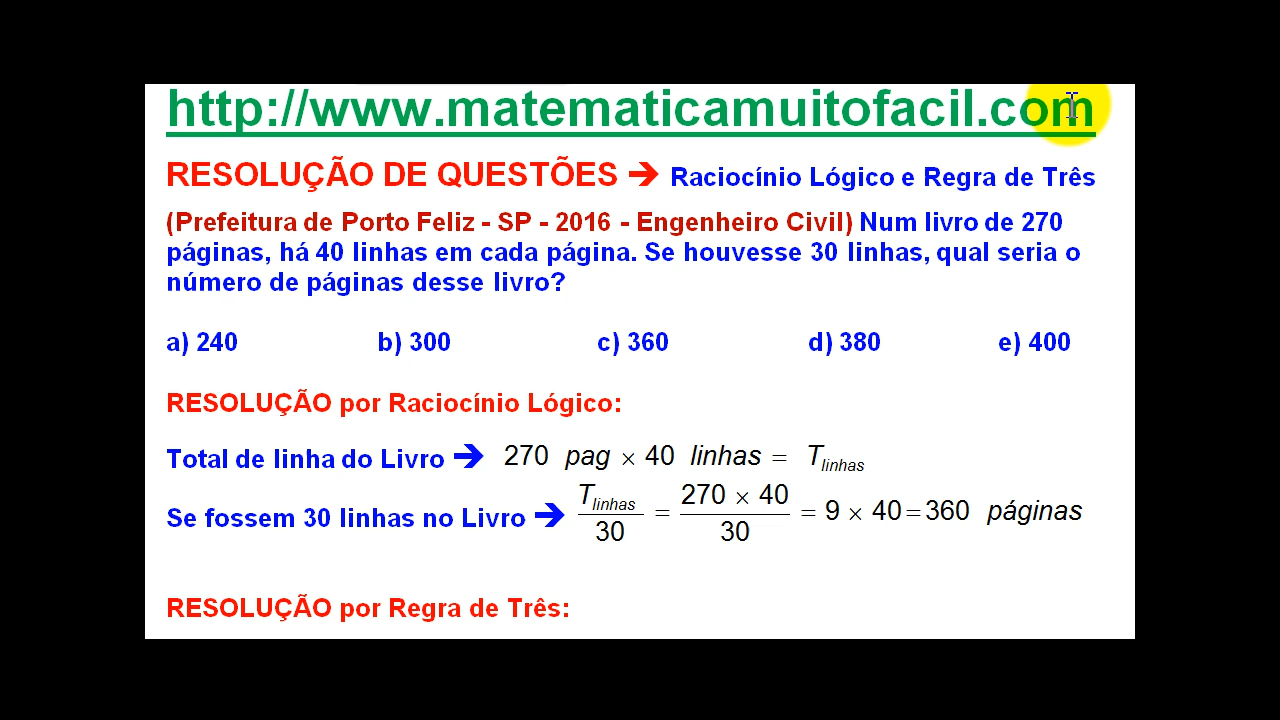 http://www.matematicamuitofacil.com
RESOLUÇÃO DE QUESTÕES ➔ Raciocínio Lógico e Regra de Três
(Prefeitura de Porto Feliz - SP - 2016 - Engenheiro Civil) Num livro de 270
páginas, há 40 linhas em cada página. Se houvesse 30 linhas, qual seria o
número de páginas desse livro?
a) 240 b) 300 c) 360 d) 380 e) 400
RESOLUÇÃO por Raciocínio Lógico:
Total de linha do Livro ➔ 270 pag × 40 linhas = T_linhas
Se fossem 30 linhas no Livro ➔ T_linhas / 30 = 270 × 40 / 30 = 9 × 40 = 360 páginas
RESOLUÇÃO por Regra de Três: